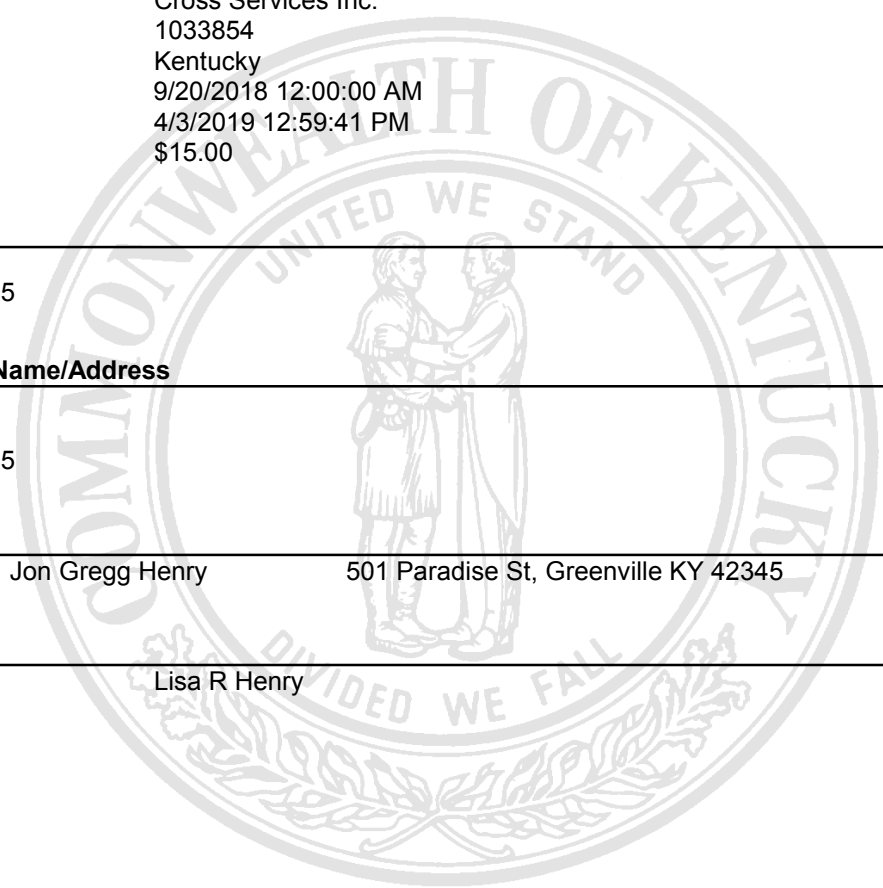 Cross Services Inc.
1033854
Kentucky
9/20/2018 12:00:00 AM
4/3/2019 12:59:41 PM
$15.00
5
Name/Address
5
Jon Gregg Henry 501 Paradise St, Greenville KY 42345
Lisa R Henry
COMMONWEALTH OF KENTUCKY
UNITED WE STAND
DIVIDED WE FALL